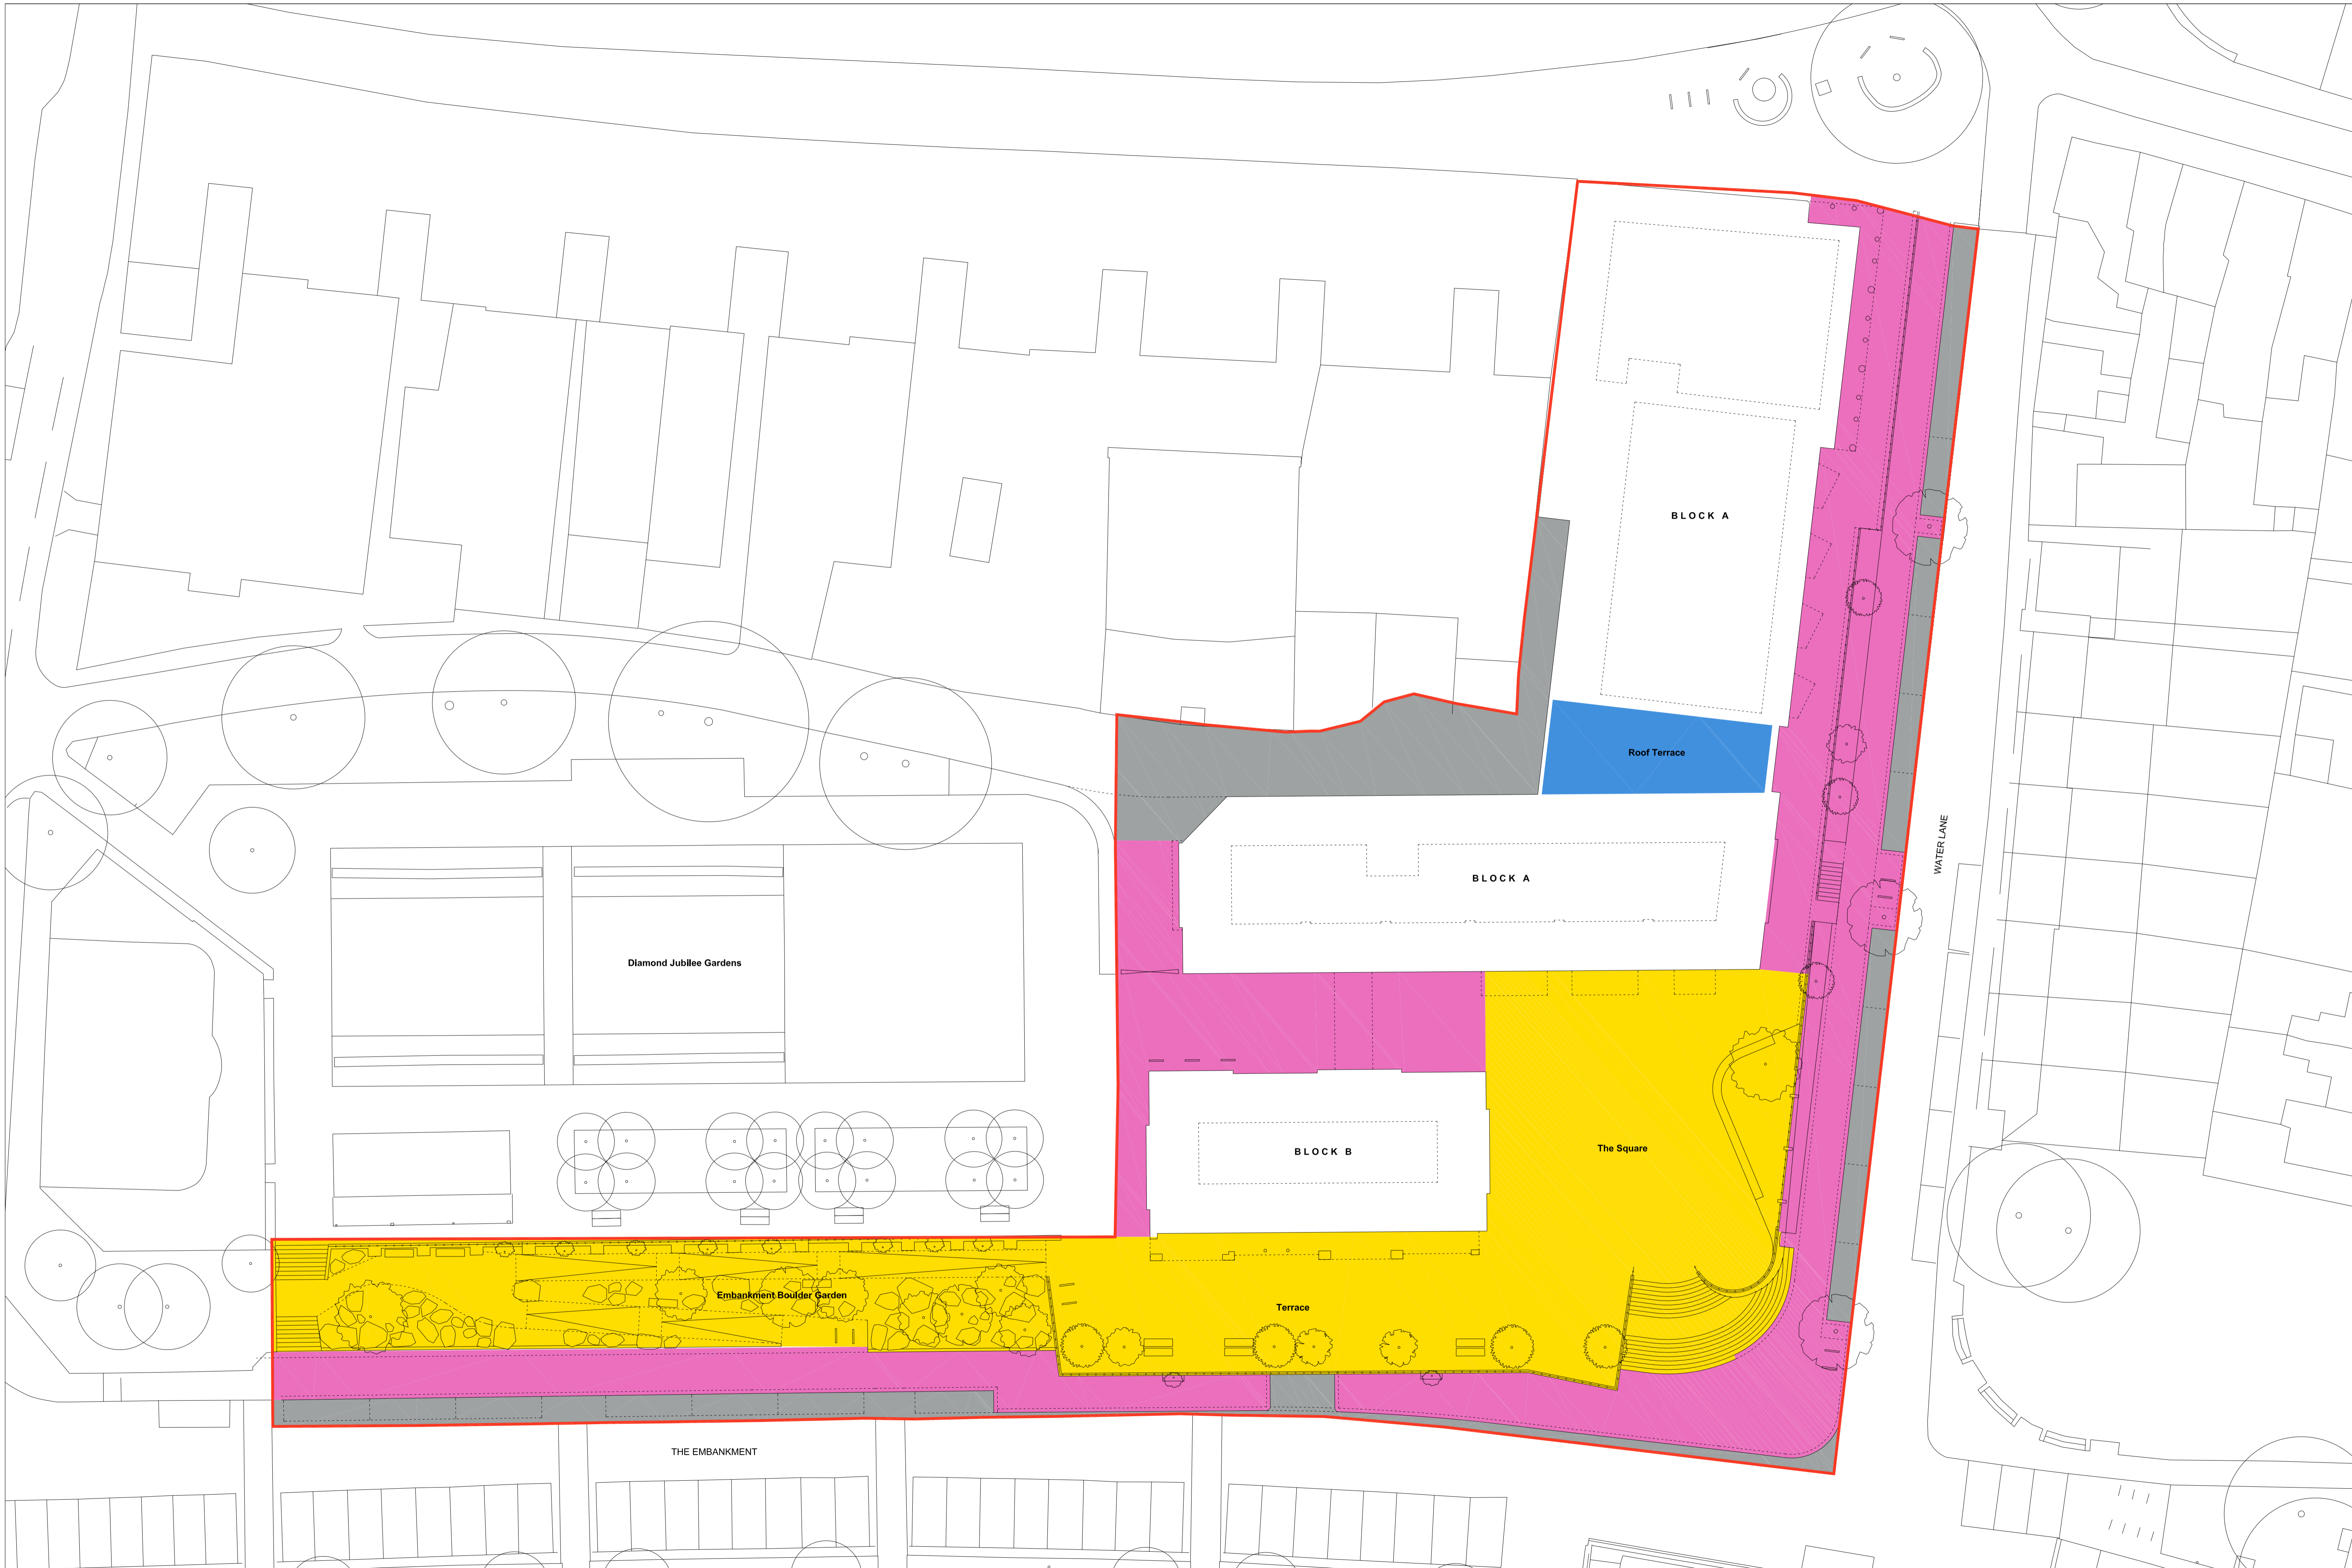 BLOCK A
Roof Terrace
WATER LANE
BLOCK A
Diamond Jubilee Gardens
The Square
BLOCK B
Embankment Boulder Garden
Terrace
THE EMBANKMENT